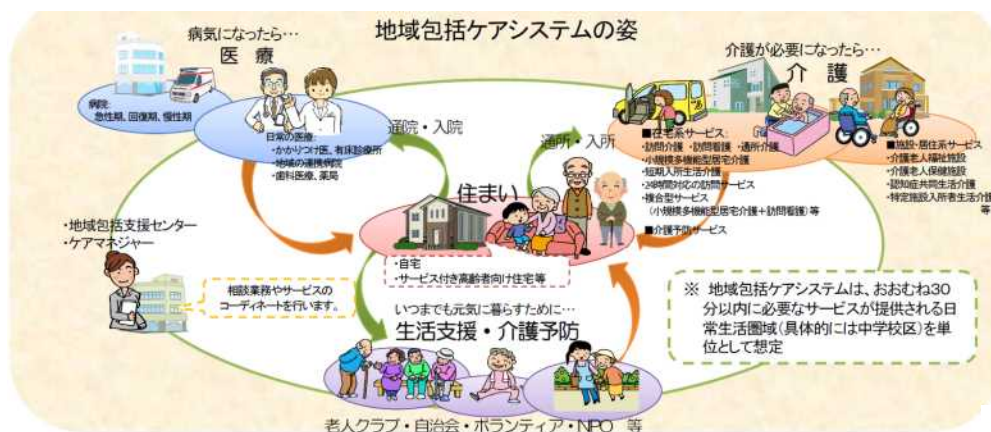 地域包括ケアシステムの姿
病気になったら…
医 療
病院:
急性期、回復期、慢性期
日常の医療:
・かかりつけ医、有床診療所
・地域の連携病院
・歯科医療、薬局
通院・入院
通所・入所
介護が必要になったら…
介 護
■在宅系サービス:
・訪問介護 ・訪問看護 ・通所介護
・小規模多機能型居宅介護
・短期入所生活介護
・24時間対応の訪問サービス
・複合型サービス
(小規模多機能型居宅介護+訪問看護)等
■介護予防サービス
■施設・居住系サービス
・介護老人福祉施設
・介護老人保健施設
・認知症共同生活介護
・特定施設入所者生活介護
等
住まい
・自宅
・サービス付き高齢者向け住宅等
・地域包括支援センター
・ケアマネジャー
相談業務やサービスの
コーディネートを行います。
いつまでも元気に暮らすために…
生活支援・介護予防
老人クラブ・自治会・ボランティア・NPO 等
※ 地域包括ケアシステムは、おおむね30
分以内に必要なサービスが提供される日
常生活圏域(具体的には中学校区)を単
位として想定